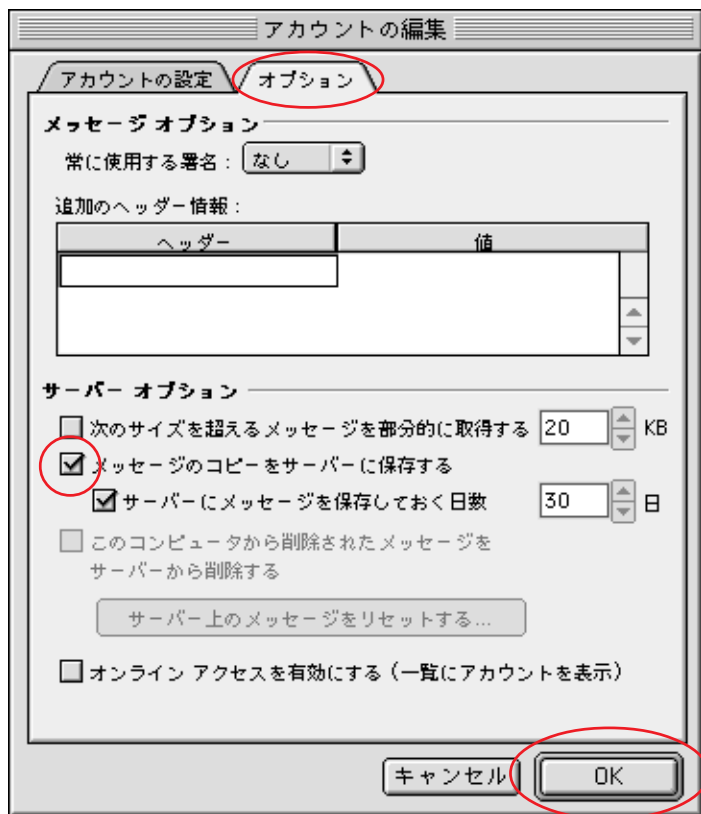 アカウントの編集
アカウントの設定 オプション
メッセージ オプション
常に使用する署名： なし
追加のヘッダー情報：
ヘッダー 値
サーバー オプション
次のサイズを超えるメッセージを部分的に取得する 20 KB
メッセージのコピーをサーバーに保存する
サーバーにメッセージを保存しておく日数 30 日
このコンピュータから削除されたメッセージを
サーバーから削除する
サーバー上のメッセージをリセットする...
オンライン アクセスを有効にする（一覧にアカウントを表示）
キャンセル OK